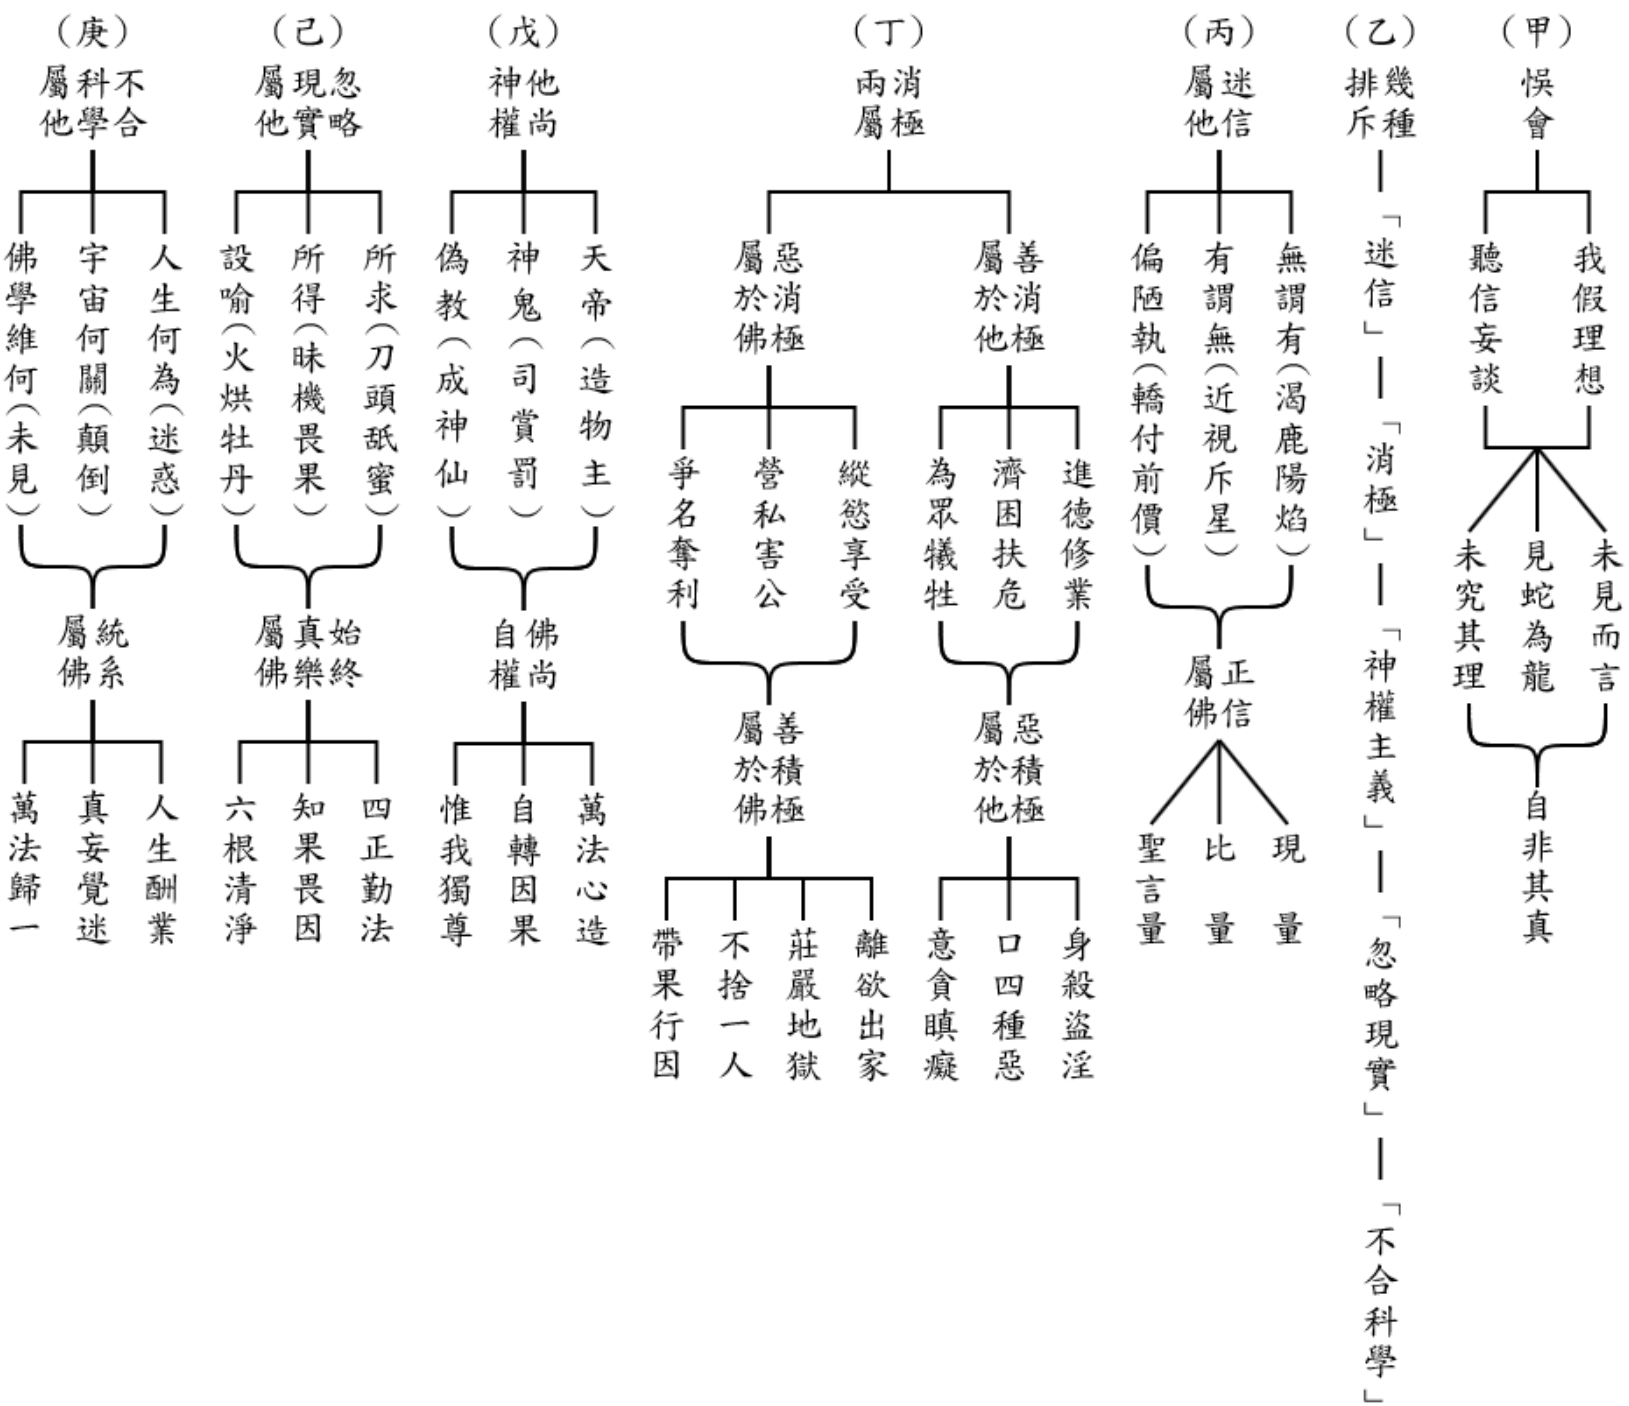 （甲）
悞會
我假理想
聽信妄談
未見而言
見蛇為龍
未究其理
自非其真
（乙）
幾種
排斥
「迷信」
「消極」
「神權主義」
「忽略現實」
「不合科學」
（丙）
迷信
屬他
無謂有（渴鹿陽焰）
有謂無（近視斥星）
偏陋執（轎付前價）
正信
屬佛
現量
比量
聖言量
（丁）
消極
兩屬
善消極
屬於他
進德修業
濟困扶危
為眾犧牲
惡積極
屬於他
身殺盜淫
口四種惡
意貪瞋癡
惡消極
屬於佛
縱慾享受
營私害公
爭名奪利
善積極
屬於佛
離欲出家
莊嚴地獄
不捨一人
帶果行因
（戊）
他尚
神權
天帝（造物主）
神鬼（司賞罰）
偽教（成神仙）
佛尚
自權
萬法心造
自轉因果
惟我獨尊
（己）
忽略
現實
屬他
所求（刀頭舐蜜）
所得（昧機畏果）
設喻（火烘牡丹）
始終
真樂
屬佛
四正勤法
知果畏因
六根清淨
（庚）
不合
科學
屬他
人生何為（迷惑）
宇宙何關（顛倒）
佛學維何（未見）
統系
屬佛
人生酬業
真妄覺迷
萬法歸一